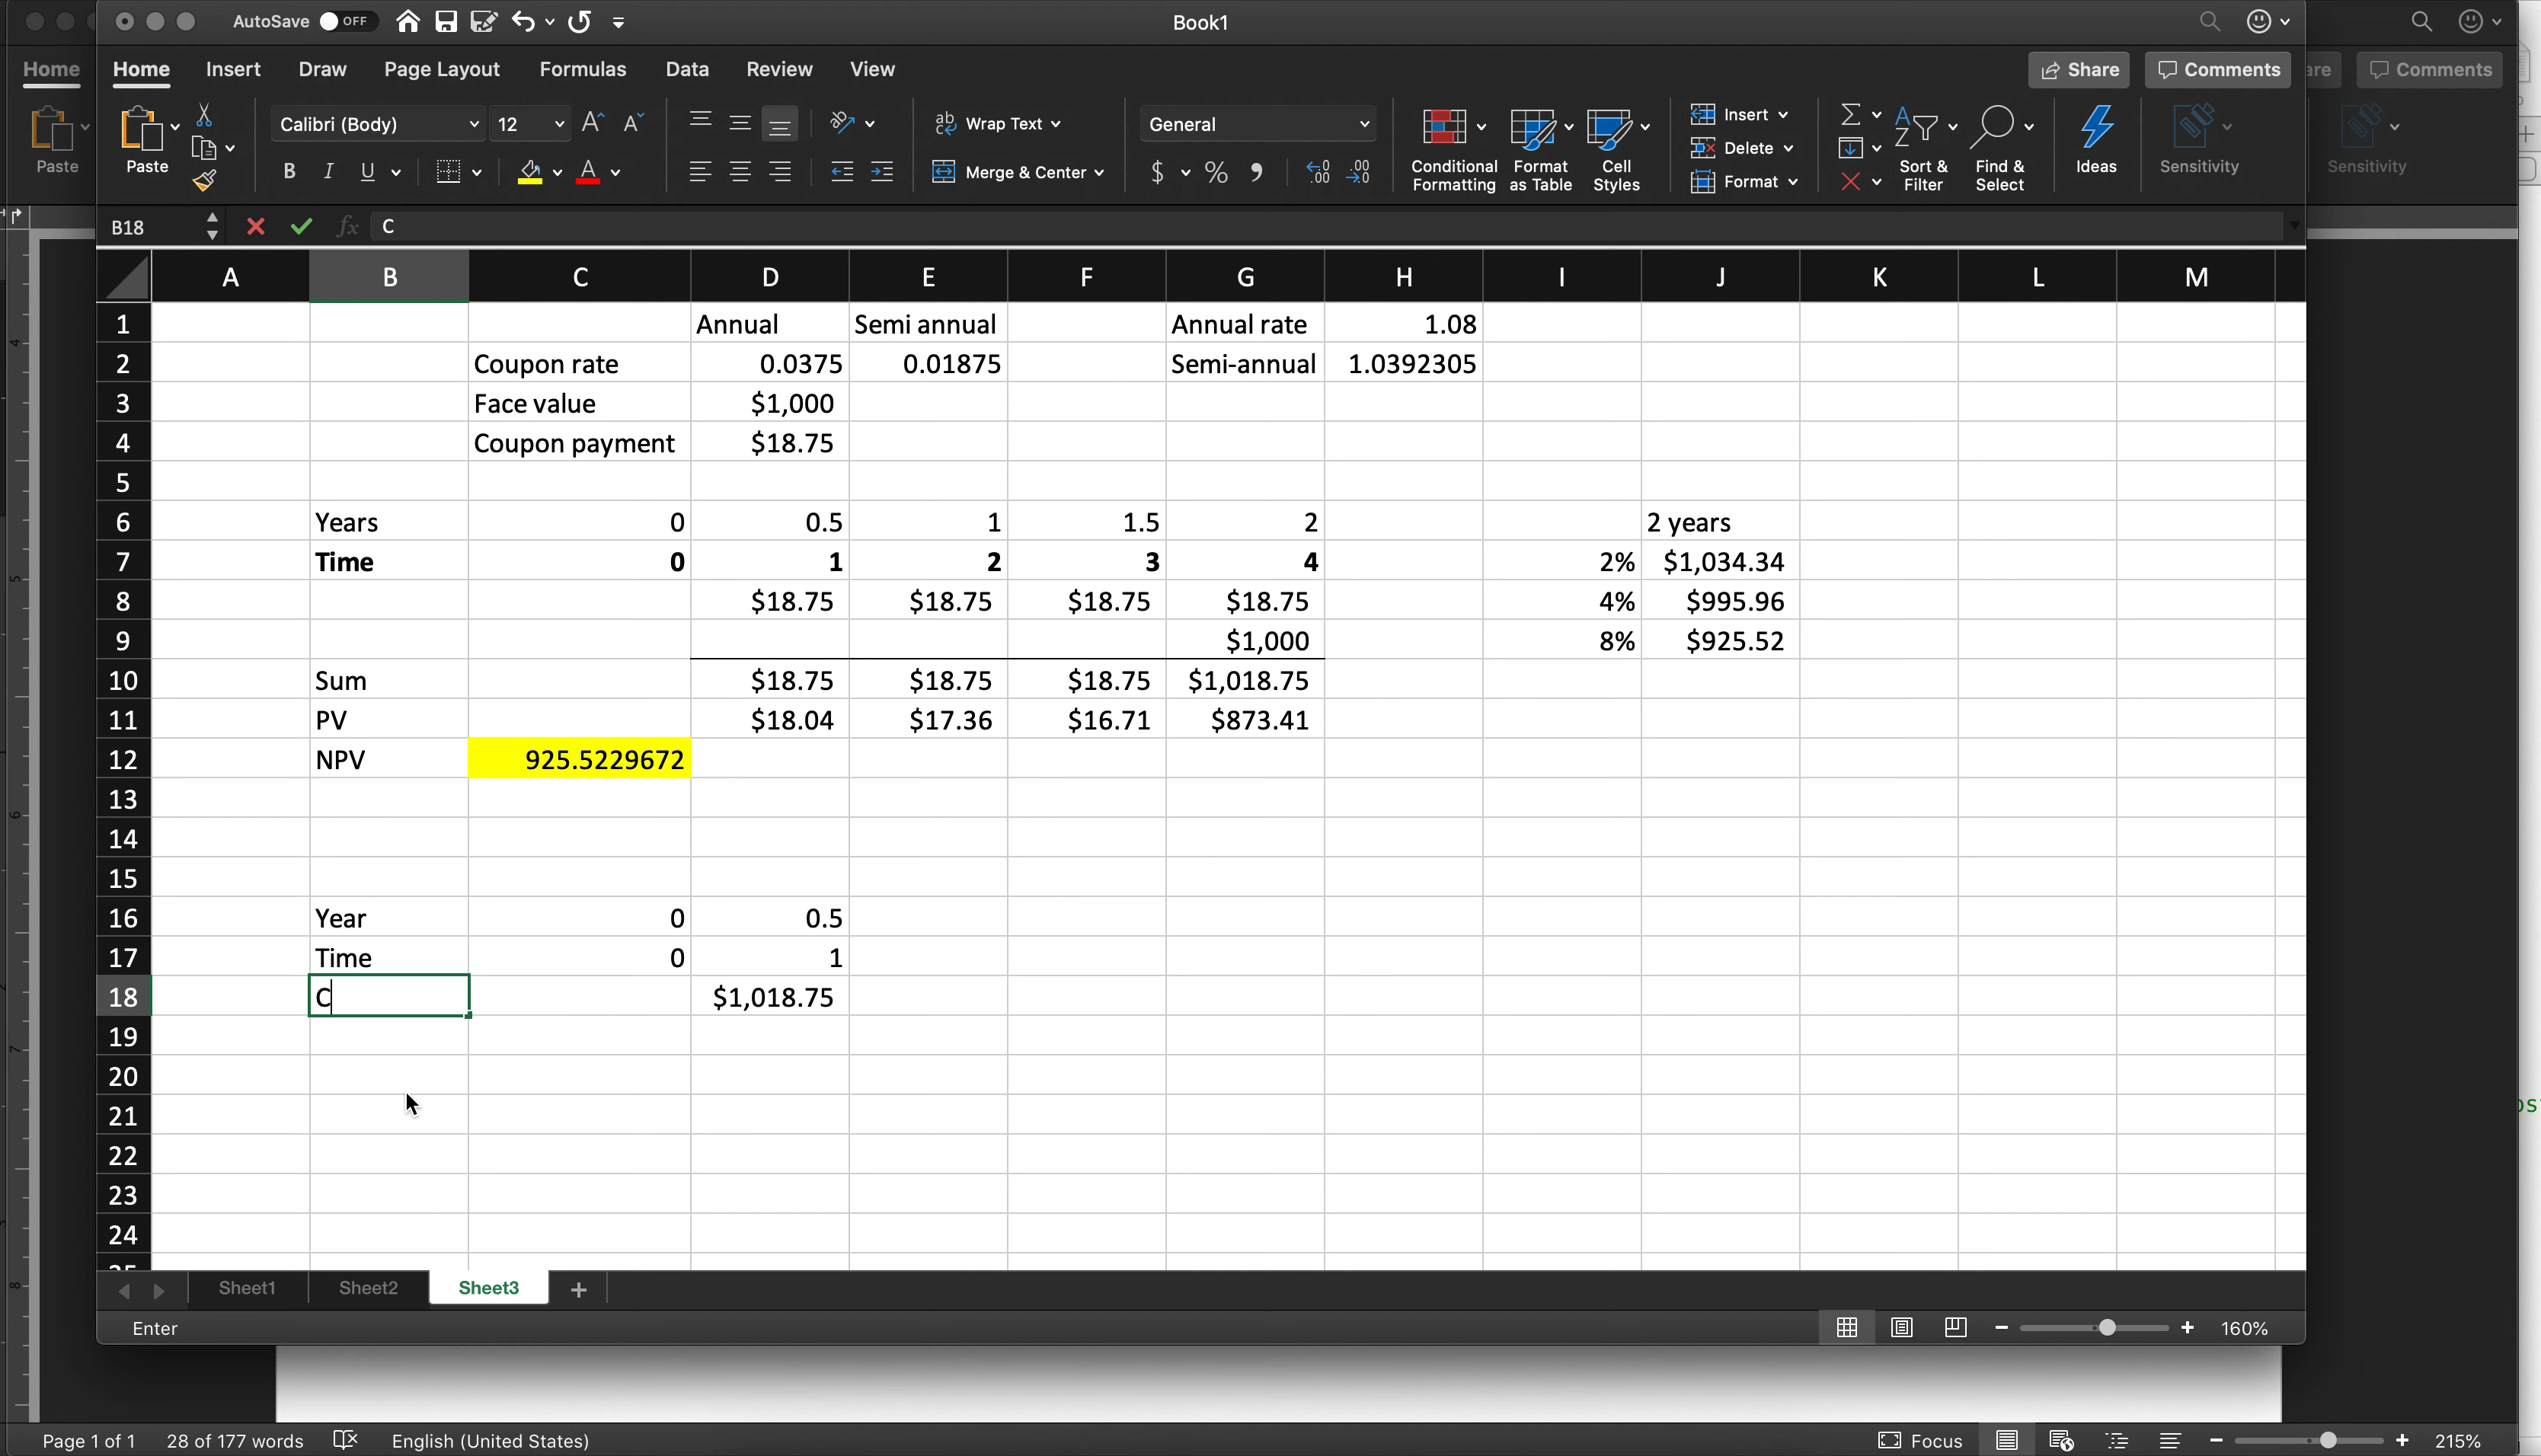 AutoSave OFF Book1
Home Home Insert Draw Page Layout Formulas Data Review View Share Comments Comments
Paste Paste Calibri (Body) 12 Wrap Text General Conditional Formatting Format as Table Cell Styles Insert Delete Format Sort & Filter Find & Select Ideas Sensitivity Sensitivity
B I U A Merge & Center $ % ,
B18 fx C
A B C D E F G H I J K L M
1 Annual Semi annual Annual rate 1.08
2 Coupon rate 0.0375 0.01875 Semi-annual 1.0392305
3 Face value $1,000
4 Coupon payment $18.75
5
6 Years 0 0.5 1 1.5 2 2 years
7 Time 0 1 2 3 4 2% $1,034.34
8 $18.75 $18.75 $18.75 $18.75 4% $995.96
9 $1,000 8% $925.52
10 Sum $18.75 $18.75 $18.75 $1,018.75
11 PV $18.04 $17.36 $16.71 $873.41
12 NPV 925.5229672
13
14
15
16 Year 0 0.5
17 Time 0 1
18 C $1,018.75
19
20
21
22
23
24
Sheet1 Sheet2 Sheet3 +
Enter 160%
Page 1 of 1 28 of 177 words English (United States) Focus 215%